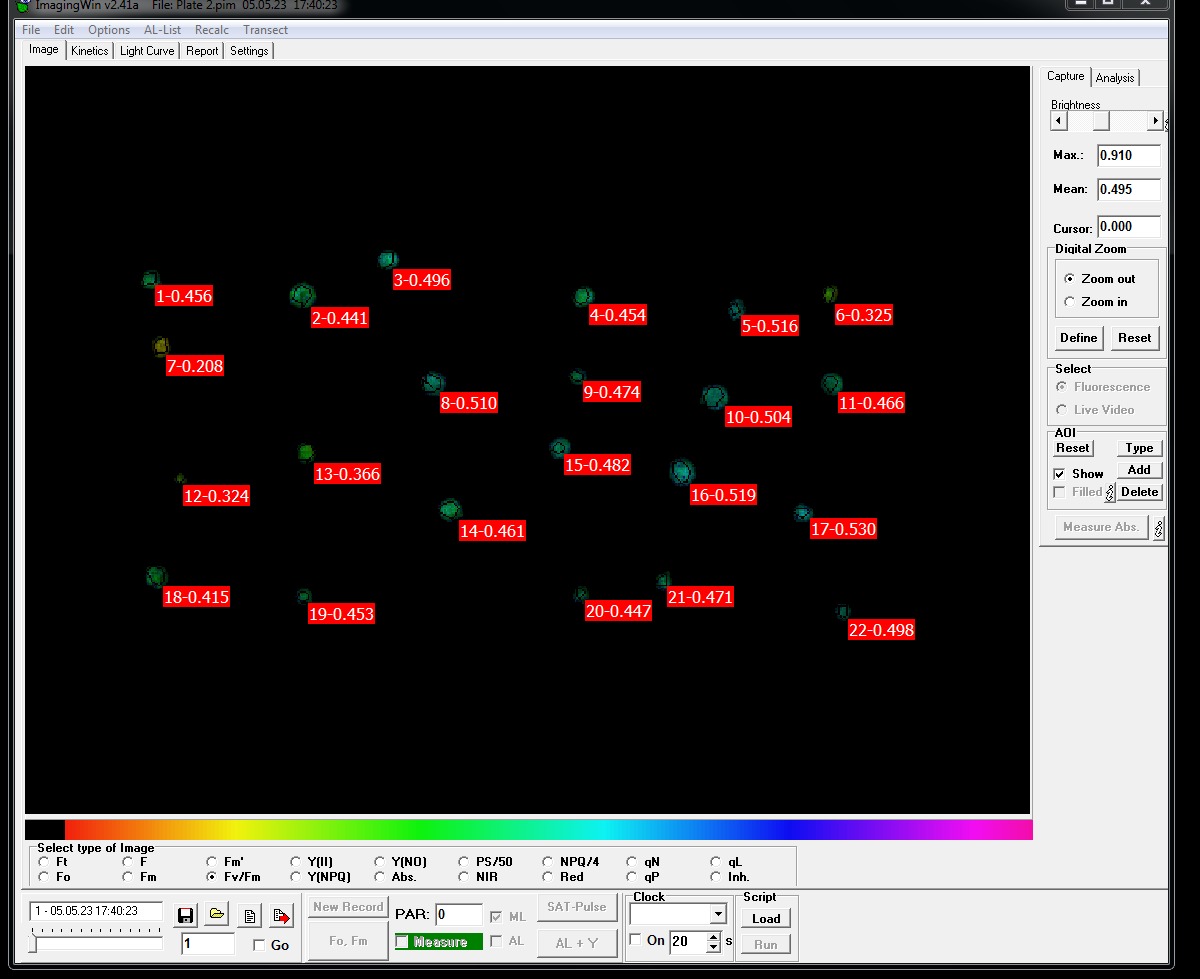 ImagingWin v2.41a File: Plate 2.pim 05.05.23 17:40:23
File Edit Options AL-List Recalc Transect
Image Kinetics Light Curve Report Settings
Capture Analysis
Brightness
Max.: 0.910
Mean: 0.495
Cursor: 0.000
Digital Zoom
Zoom out
Zoom in
Define Reset
Select
Fluorescence
Live Video
AOI
Reset Type
Show Add
Filled Delete
Measure Abs.
3-0.496
1-0.456
2-0.441
4-0.454
5-0.516
6-0.325
7-0.208
8-0.510
9-0.474
10-0.504
11-0.466
12-0.324
13-0.366
14-0.461
15-0.482
16-0.519
17-0.530
18-0.415
19-0.453
20-0.447
21-0.471
22-0.498
Select type of Image
Ft F Fm' Y(II) Y(NO) PS/50 NPQ/4 qN qL
Fo Fm Fv/Fm Y(NPQ) Abs. NIR Red qP Inh.
1 - 05.05.23 17:40:23
1 Go
New Record
Fo, Fm
PAR: 0 ML
Measure AL
SAT-Pulse
AL + Y
Clock
On 20 s
Script
Load
Run